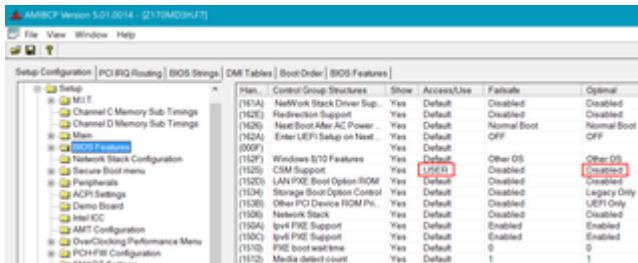 AMIBCP Version 5.01.0014 - [Z170MD3H.F7]
File View Window Help
Setup Configuration PCI IRQ Routing BIOS Strings DMI Tables Boot Order BIOS Features
Setup
M.I.T.
Channel C Memory Sub Timings
Channel D Memory Sub Timings
Main
BIOS Features
Network Stack Configuration
Secure Boot menu
Peripherals
ACPI Settings
Demo Board
Intel ICC
AMT Configuration
OverClocking Performance Menu
PCH-FW Configuration
Han... Control Group Structures Show Access/Use Failsafe Optimal
(161A) NetWork Stack Driver Sup... Yes Default Disabled Disabled
(162E) Redirection Support Yes Default Disabled Disabled
(1626) Next Boot After AC Power ... Yes Default Normal Boot Normal Boot
(162A) Enter UEFI Setup on Next... Yes Default OFF OFF
(000F) Yes Default
(152F) Windows 8/10 Features Yes Default Other OS Other OS
(1525) CSM Support Yes USER Disabled Disabled
(152D) LAN PXE Boot Option ROM Yes Default Disabled Disabled
(1534) Storage Boot Option Control Yes Default Disabled Legacy Only
(153B) Other PCI Device ROM Pri... Yes Default Disabled UEFI Only
(1506) Network Stack Yes Default Disabled Disabled
(150A) Ipv4 PXE Support Yes Default Enabled Enabled
(150C) Ipv6 PXE Support Yes Default Enabled Enabled
(1510) PXE boot wait time Yes Default 0 0
(1512) Media detect count Yes Default 1 1